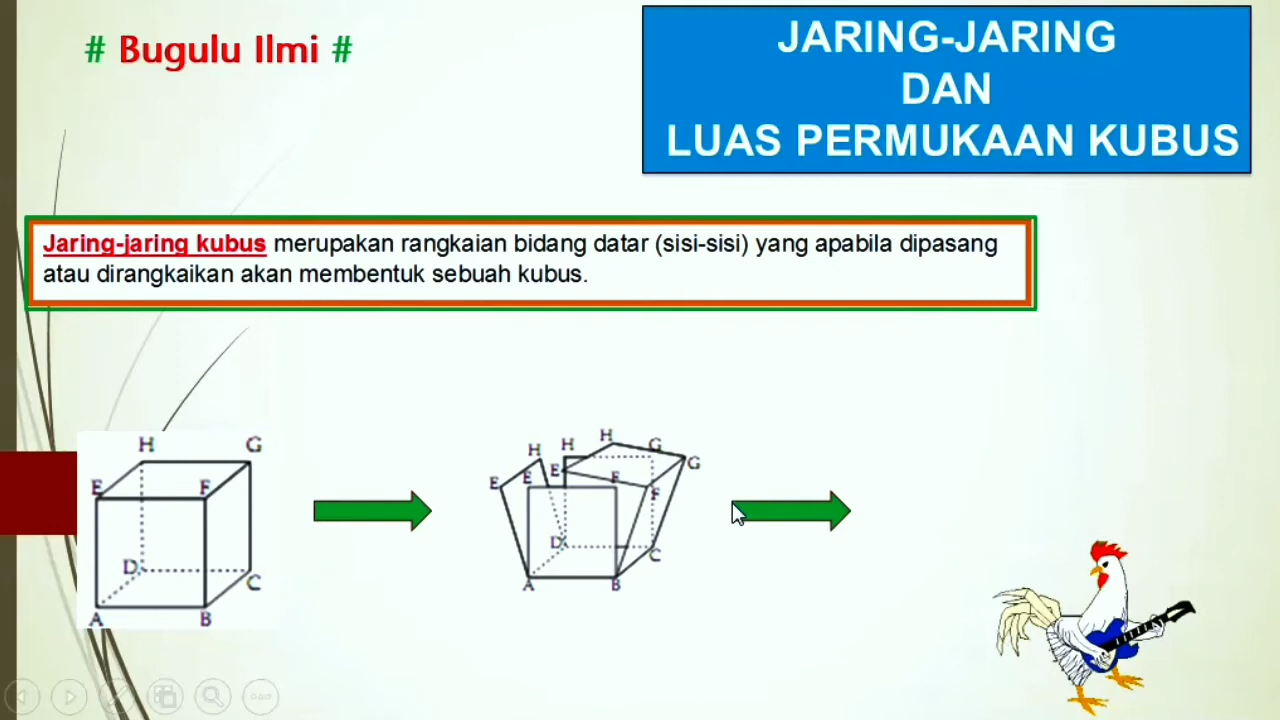 # Bugulu Ilmi #
JARING-JARING
DAN
LUAS PERMUKAAN KUBUS
Jaring-jaring kubus merupakan rangkaian bidang datar (sisi-sisi) yang apabila dipasang
atau dirangkaikan akan membentuk sebuah kubus.
H G
E F
D C
A B
H H H G
E E E F G
F
D C
A B